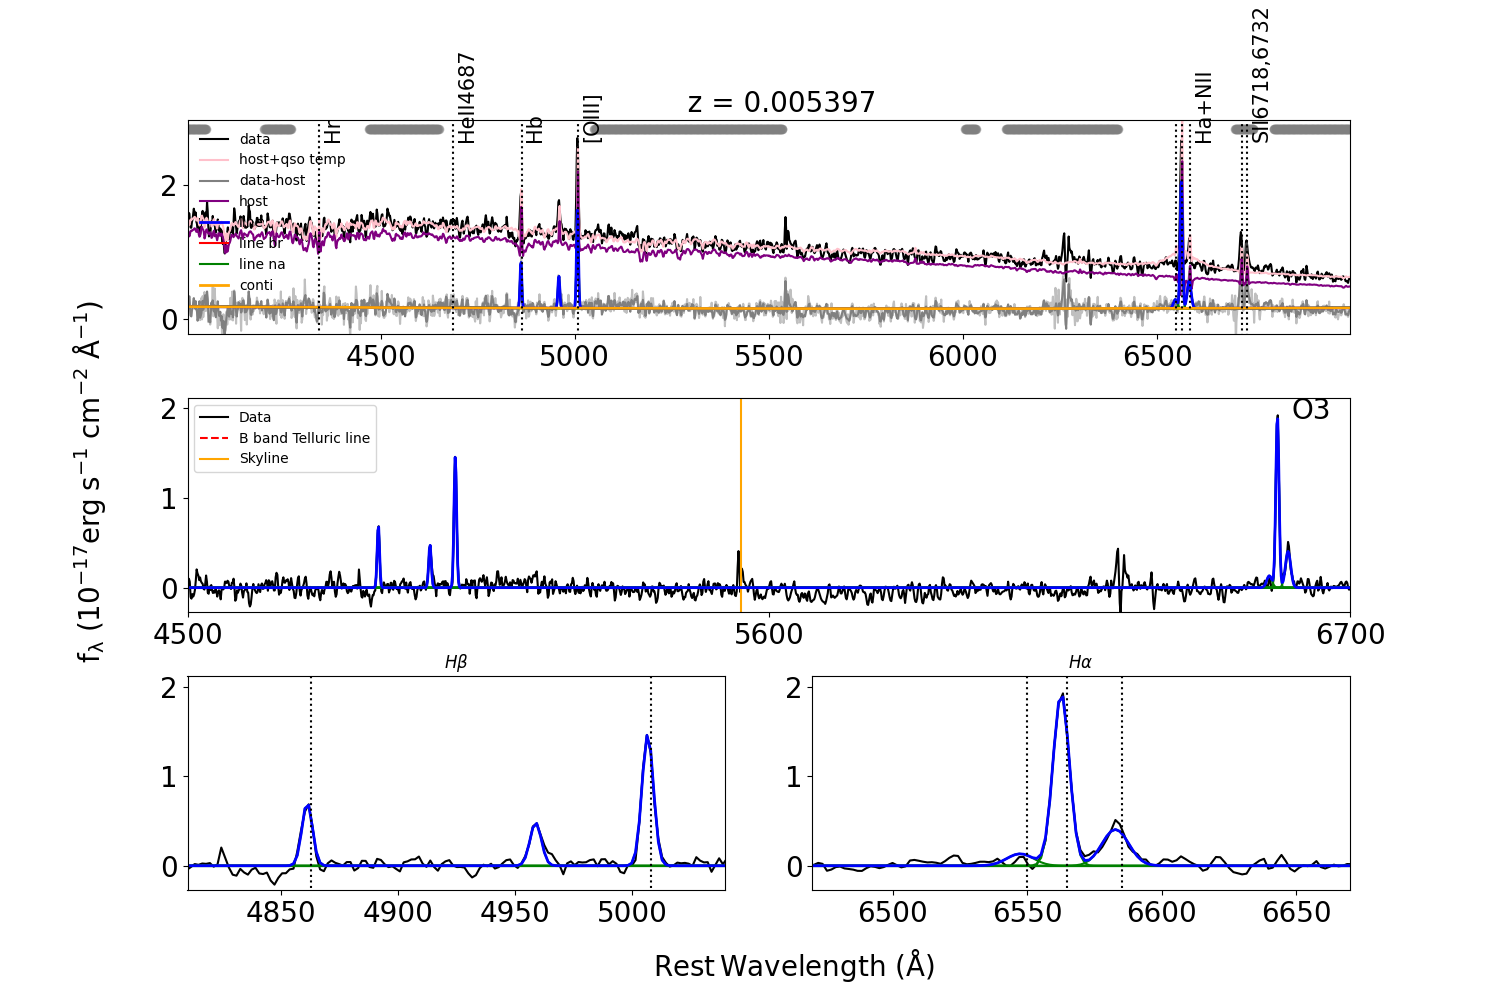 z = 0.005397
Hr
HeII4687
Hb
[OIII]
Ha+NII
SII6718,6732
data
host+qso temp
data-host
host
line br
line na
conti
2
0
4500 5000 5500 6000 6500
fλ (10−17erg s−1 cm−2 Å−1)
Data
B band Telluric line
Skyline
O3
2
1
0
4500 5600 6700
Hβ
2
1
0
4850 4900 4950 5000
Hα
2
1
0
6500 6550 6600 6650
Rest Wavelength (Å)